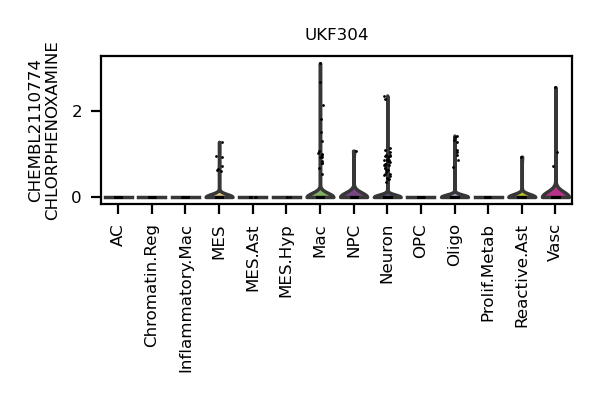 UKF304
CHEMBL2110774
CHLORPHENOXAMINE
2
0
AC
Chromatin.Reg
Inflammatory.Mac
MES
MES.Ast
MES.Hyp
Mac
NPC
Neuron
OPC
Oligo
Prolif.Metab
Reactive.Ast
Vasc